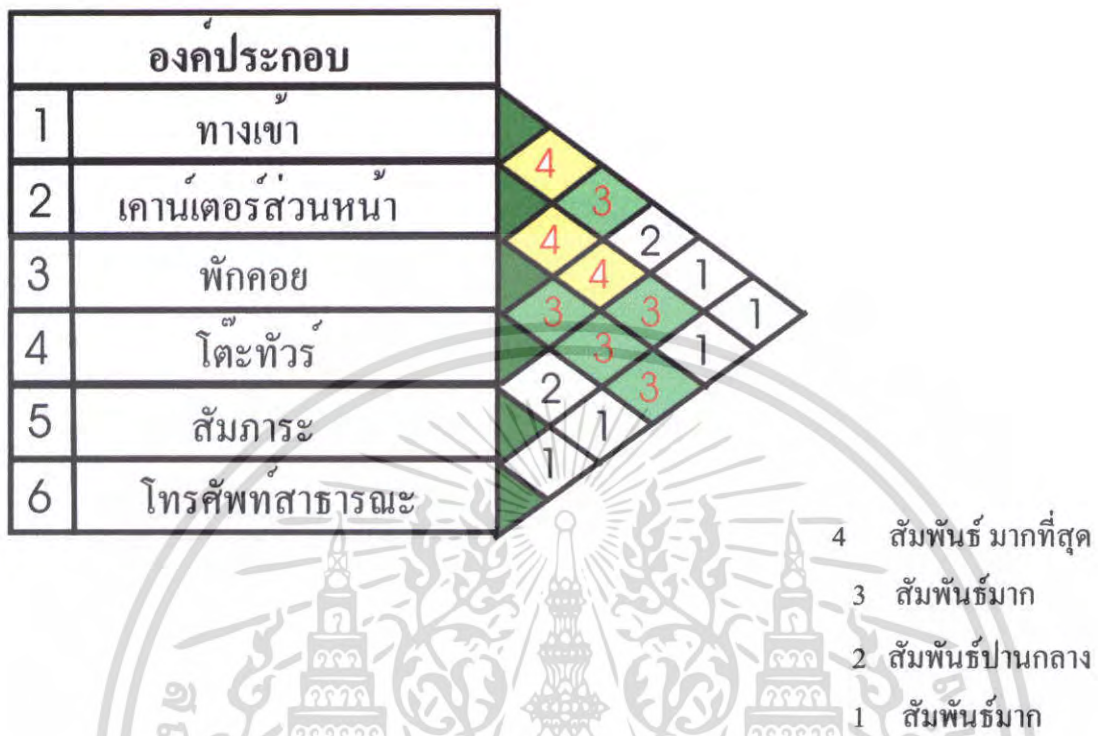 องค์ประกอบ
1 ทางเข้า
4
2 เคาน์เตอร์ส่วนหน้า 3
4 2
3 พักคอย 4 1
3 3 1
4 โต๊ะทัวร์ 3 1
2 3
5 สัมภาระ 1
1
6 โทรศัพท์สาธารณะ
4 สัมพันธ์ มากที่สุด
3 สัมพันธ์มาก
2 สัมพันธ์ปานกลาง
1 สัมพันธ์มาก